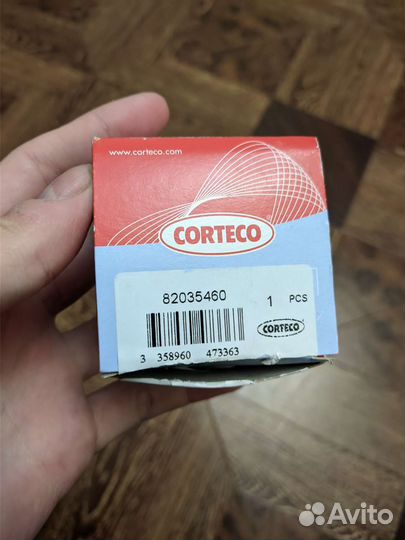 www.corteco.com
CORTECO
82035460 1 PCS
CORTECO
3 358960 473363
Avito